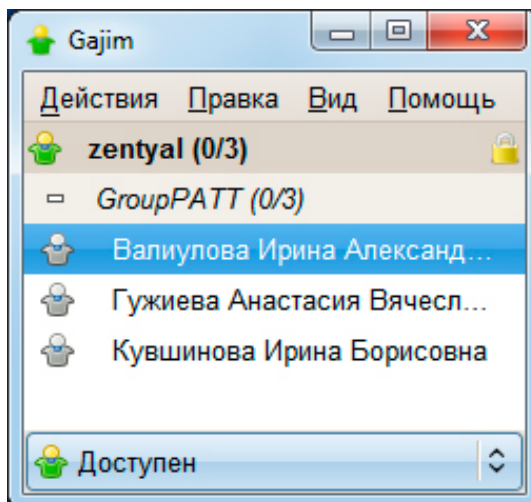 Gajim
Действия Правка Вид Помощь
zentyal (0/3)
GroupPATT (0/3)
Валиулова Ирина Александ...
Гужиева Анастасия Вячесл...
Кувшинова Ирина Борисовна
Доступен